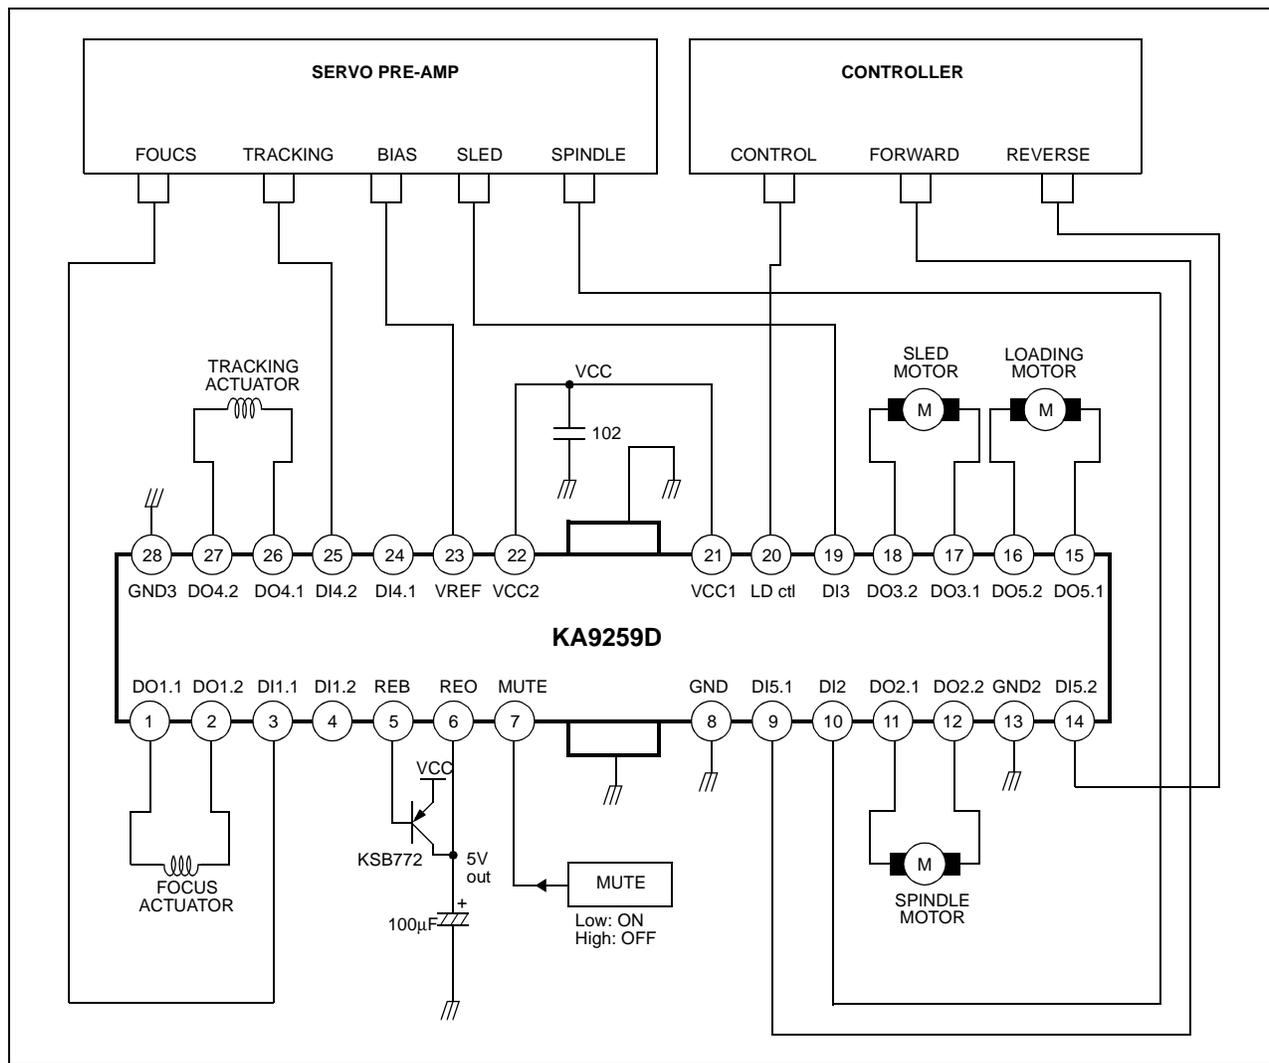 SERVO PRE-AMP
CONTROLLER
FOUCS TRACKING BIAS SLED SPINDLE
CONTROL FORWARD REVERSE
TRACKING
ACTUATOR
VCC
102
SLED
MOTOR
M
LOADING
MOTOR
M
28 27 26 25 24 23 22 21 20 19 18 17 16 15
GND3 DO4.2 DO4.1 DI4.2 DI4.1 VREF VCC2 VCC1 LD ctl DI3 DO3.2 DO3.1 DO5.2 DO5.1
KA9259D
DO1.1 DO1.2 DI1.1 DI1.2 REB REO MUTE GND DI5.1 DI2 DO2.1 DO2.2 GND2 DI5.2
1 2 3 4 5 6 7 8 9 10 11 12 13 14
VCC
KSB772
5V
out
100μF
+
FOCUS
ACTUATOR
MUTE
Low: ON
High: OFF
M
SPINDLE
MOTOR